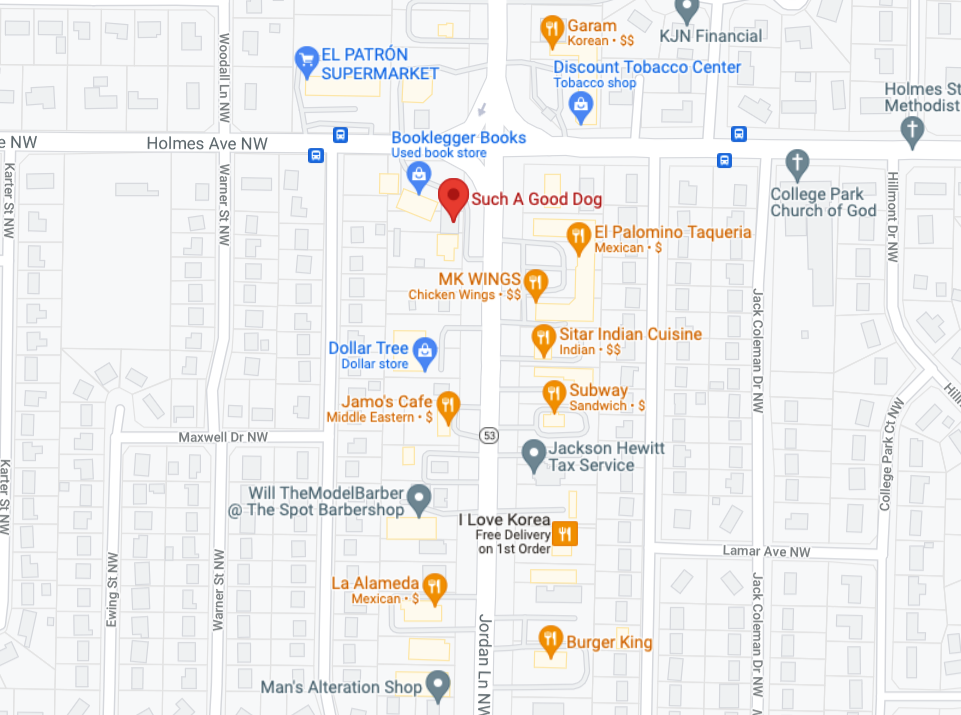 Garam
Korean • $$
KJN Financial
EL PATRÓN
SUPERMARKET
Woodall Ln NW
Discount Tobacco Center
Tobacco shop
Holmes St
Methodist
e NW
Holmes Ave NW
Booklegger Books
Used book store
Karter St NW
Warner St NW
Such A Good Dog
College Park
Church of God
Hillmont Dr NW
El Palomino Taqueria
Mexican • $
MK WINGS
Chicken Wings • $$
Jack Coleman Dr NW
Sitar Indian Cuisine
Indian • $$
Dollar Tree
Dollar store
Subway
Sandwich • $
Jamo's Cafe
Middle Eastern • $
Maxwell Dr NW
53
Jackson Hewitt
Tax Service
College Park Ct NW
Karter St NW
Will TheModelBarber
@ The Spot Barbershop
I Love Korea
Free Delivery
on 1st Order
Lamar Ave NW
Ewing St NW
Warner St NW
La Alameda
Mexican • $
Jordan Ln NW
Burger King
Jack Coleman Dr NW
Man's Alteration Shop